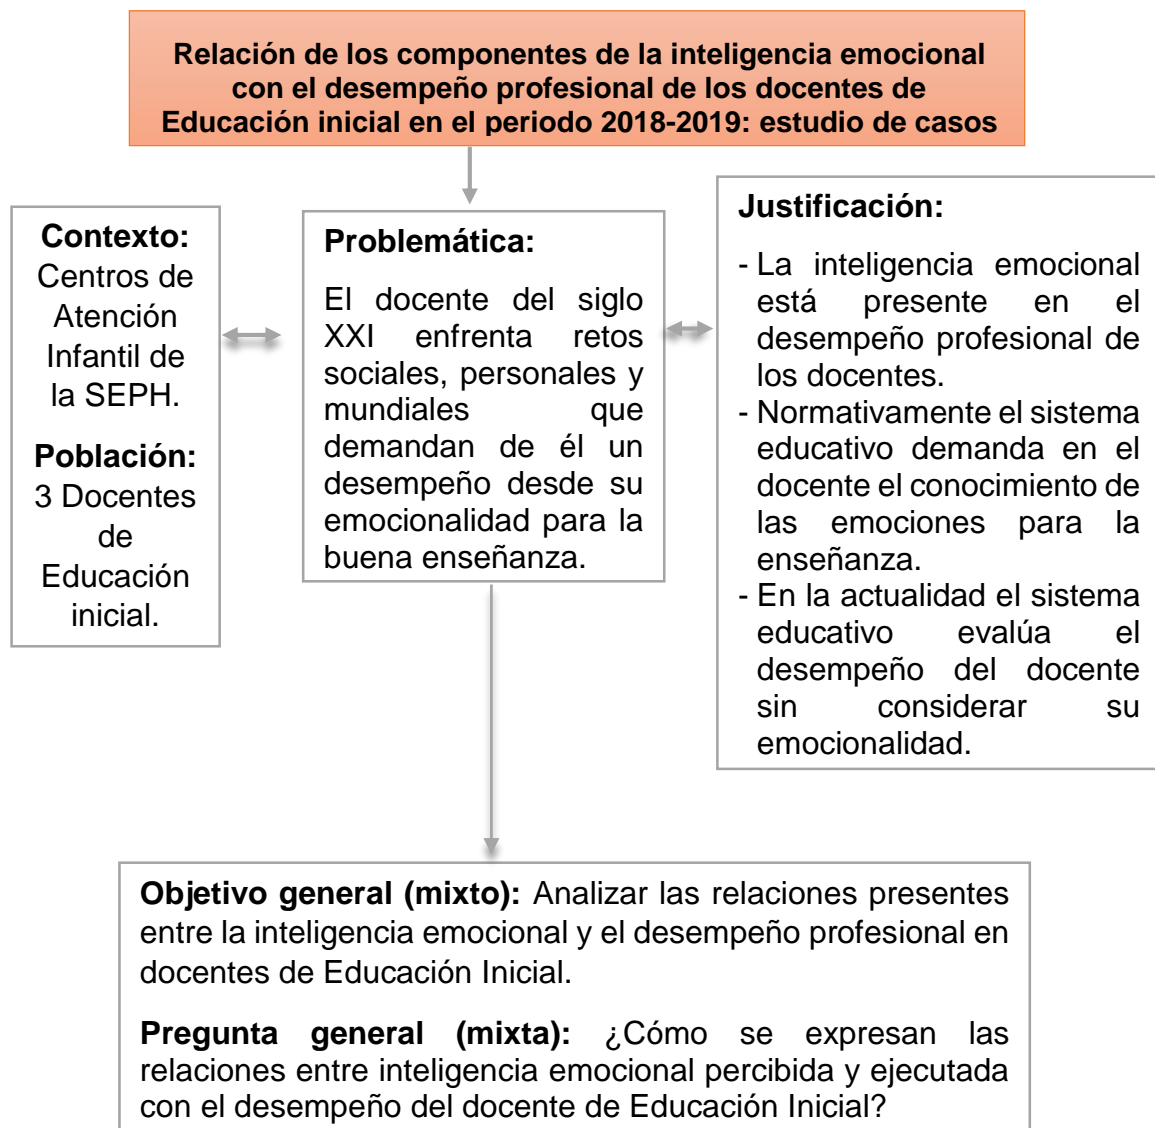 Relación de los componentes de la inteligencia emocional
con el desempeño profesional de los docentes de
Educación inicial en el periodo 2018-2019: estudio de casos
Contexto:
Centros de
Atención
Infantil de
la SEPH.
Población:
3 Docentes
de
Educación
inicial.
Problemática:
El docente del siglo
XXI enfrenta retos
sociales, personales y
mundiales que
demandan de él un
desempeño desde su
emocionalidad para la
buena enseñanza.
Justificación:
- La inteligencia emocional
está presente en el
desempeño profesional de
los docentes.
- Normativamente el sistema
educativo demanda en el
docente el conocimiento de
las emociones para la
enseñanza.
- En la actualidad el sistema
educativo evalúa el
desempeño del docente
sin considerar su
emocionalidad.
Objetivo general (mixto): Analizar las relaciones presentes
entre la inteligencia emocional y el desempeño profesional en
docentes de Educación Inicial.
Pregunta general (mixta): ¿Cómo se expresan las
relaciones entre inteligencia emocional percibida y ejecutada
con el desempeño del docente de Educación Inicial?